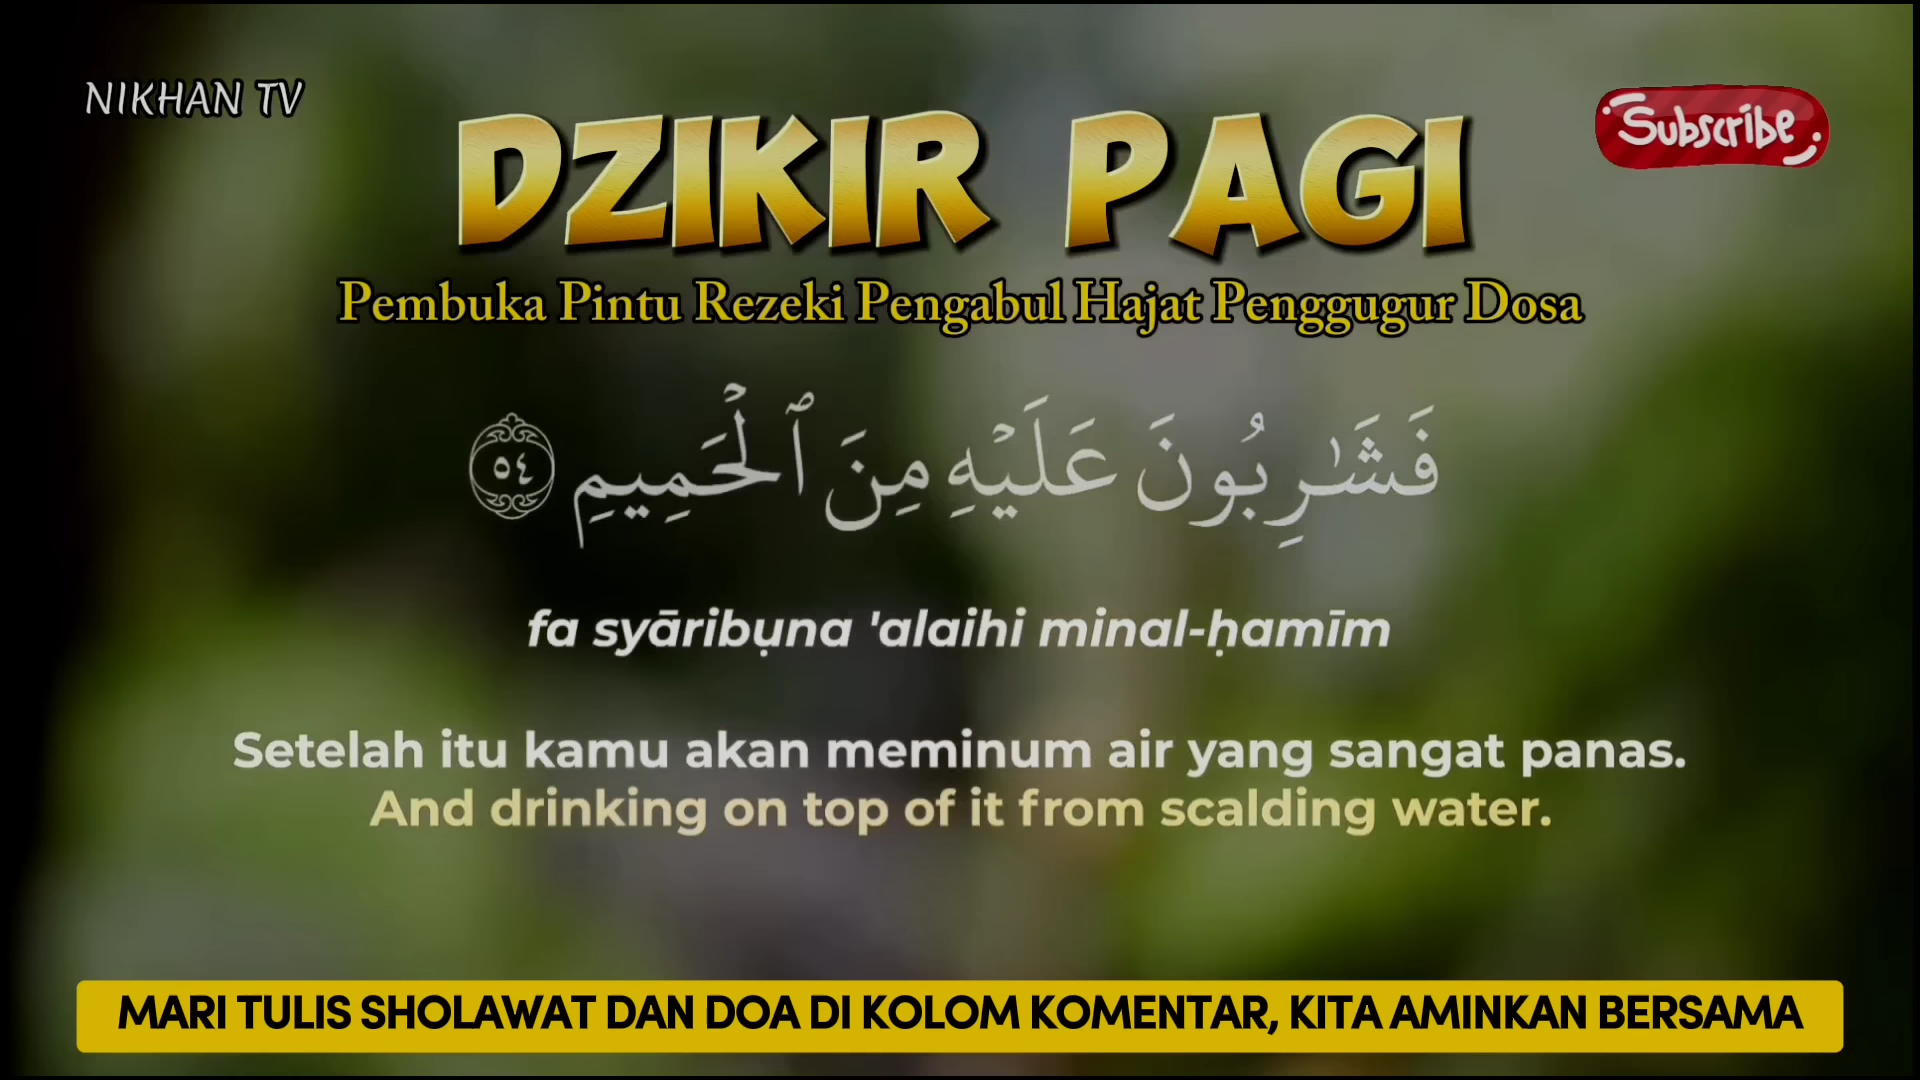 NIKHAN TV
Subscribe
DZIKIR PAGI
Pembuka Pintu Rezeki Pengabul Hajat Penggugur Dosa
فَشَـٰرِبُونَ عَلَيْهِ مِنَ ٱلْحَمِيمِ ٥٤
fa syāribụna 'alaihi minal-ḥamīm
Setelah itu kamu akan meminum air yang sangat panas.
And drinking on top of it from scalding water.
MARI TULIS SHOLAWAT DAN DOA DI KOLOM KOMENTAR, KITA AMINKAN BERSAMA